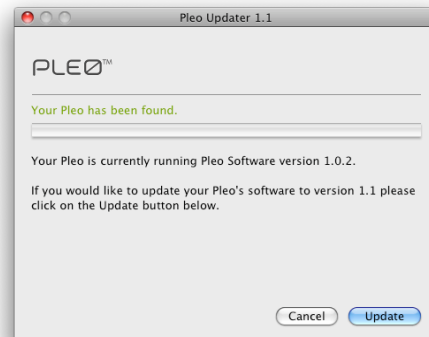 Pleo Updater 1.1
PLEO™
Your Pleo has been found.
Your Pleo is currently running Pleo Software version 1.0.2.
If you would like to update your Pleo's software to version 1.1 please
click on the Update button below.
Cancel Update